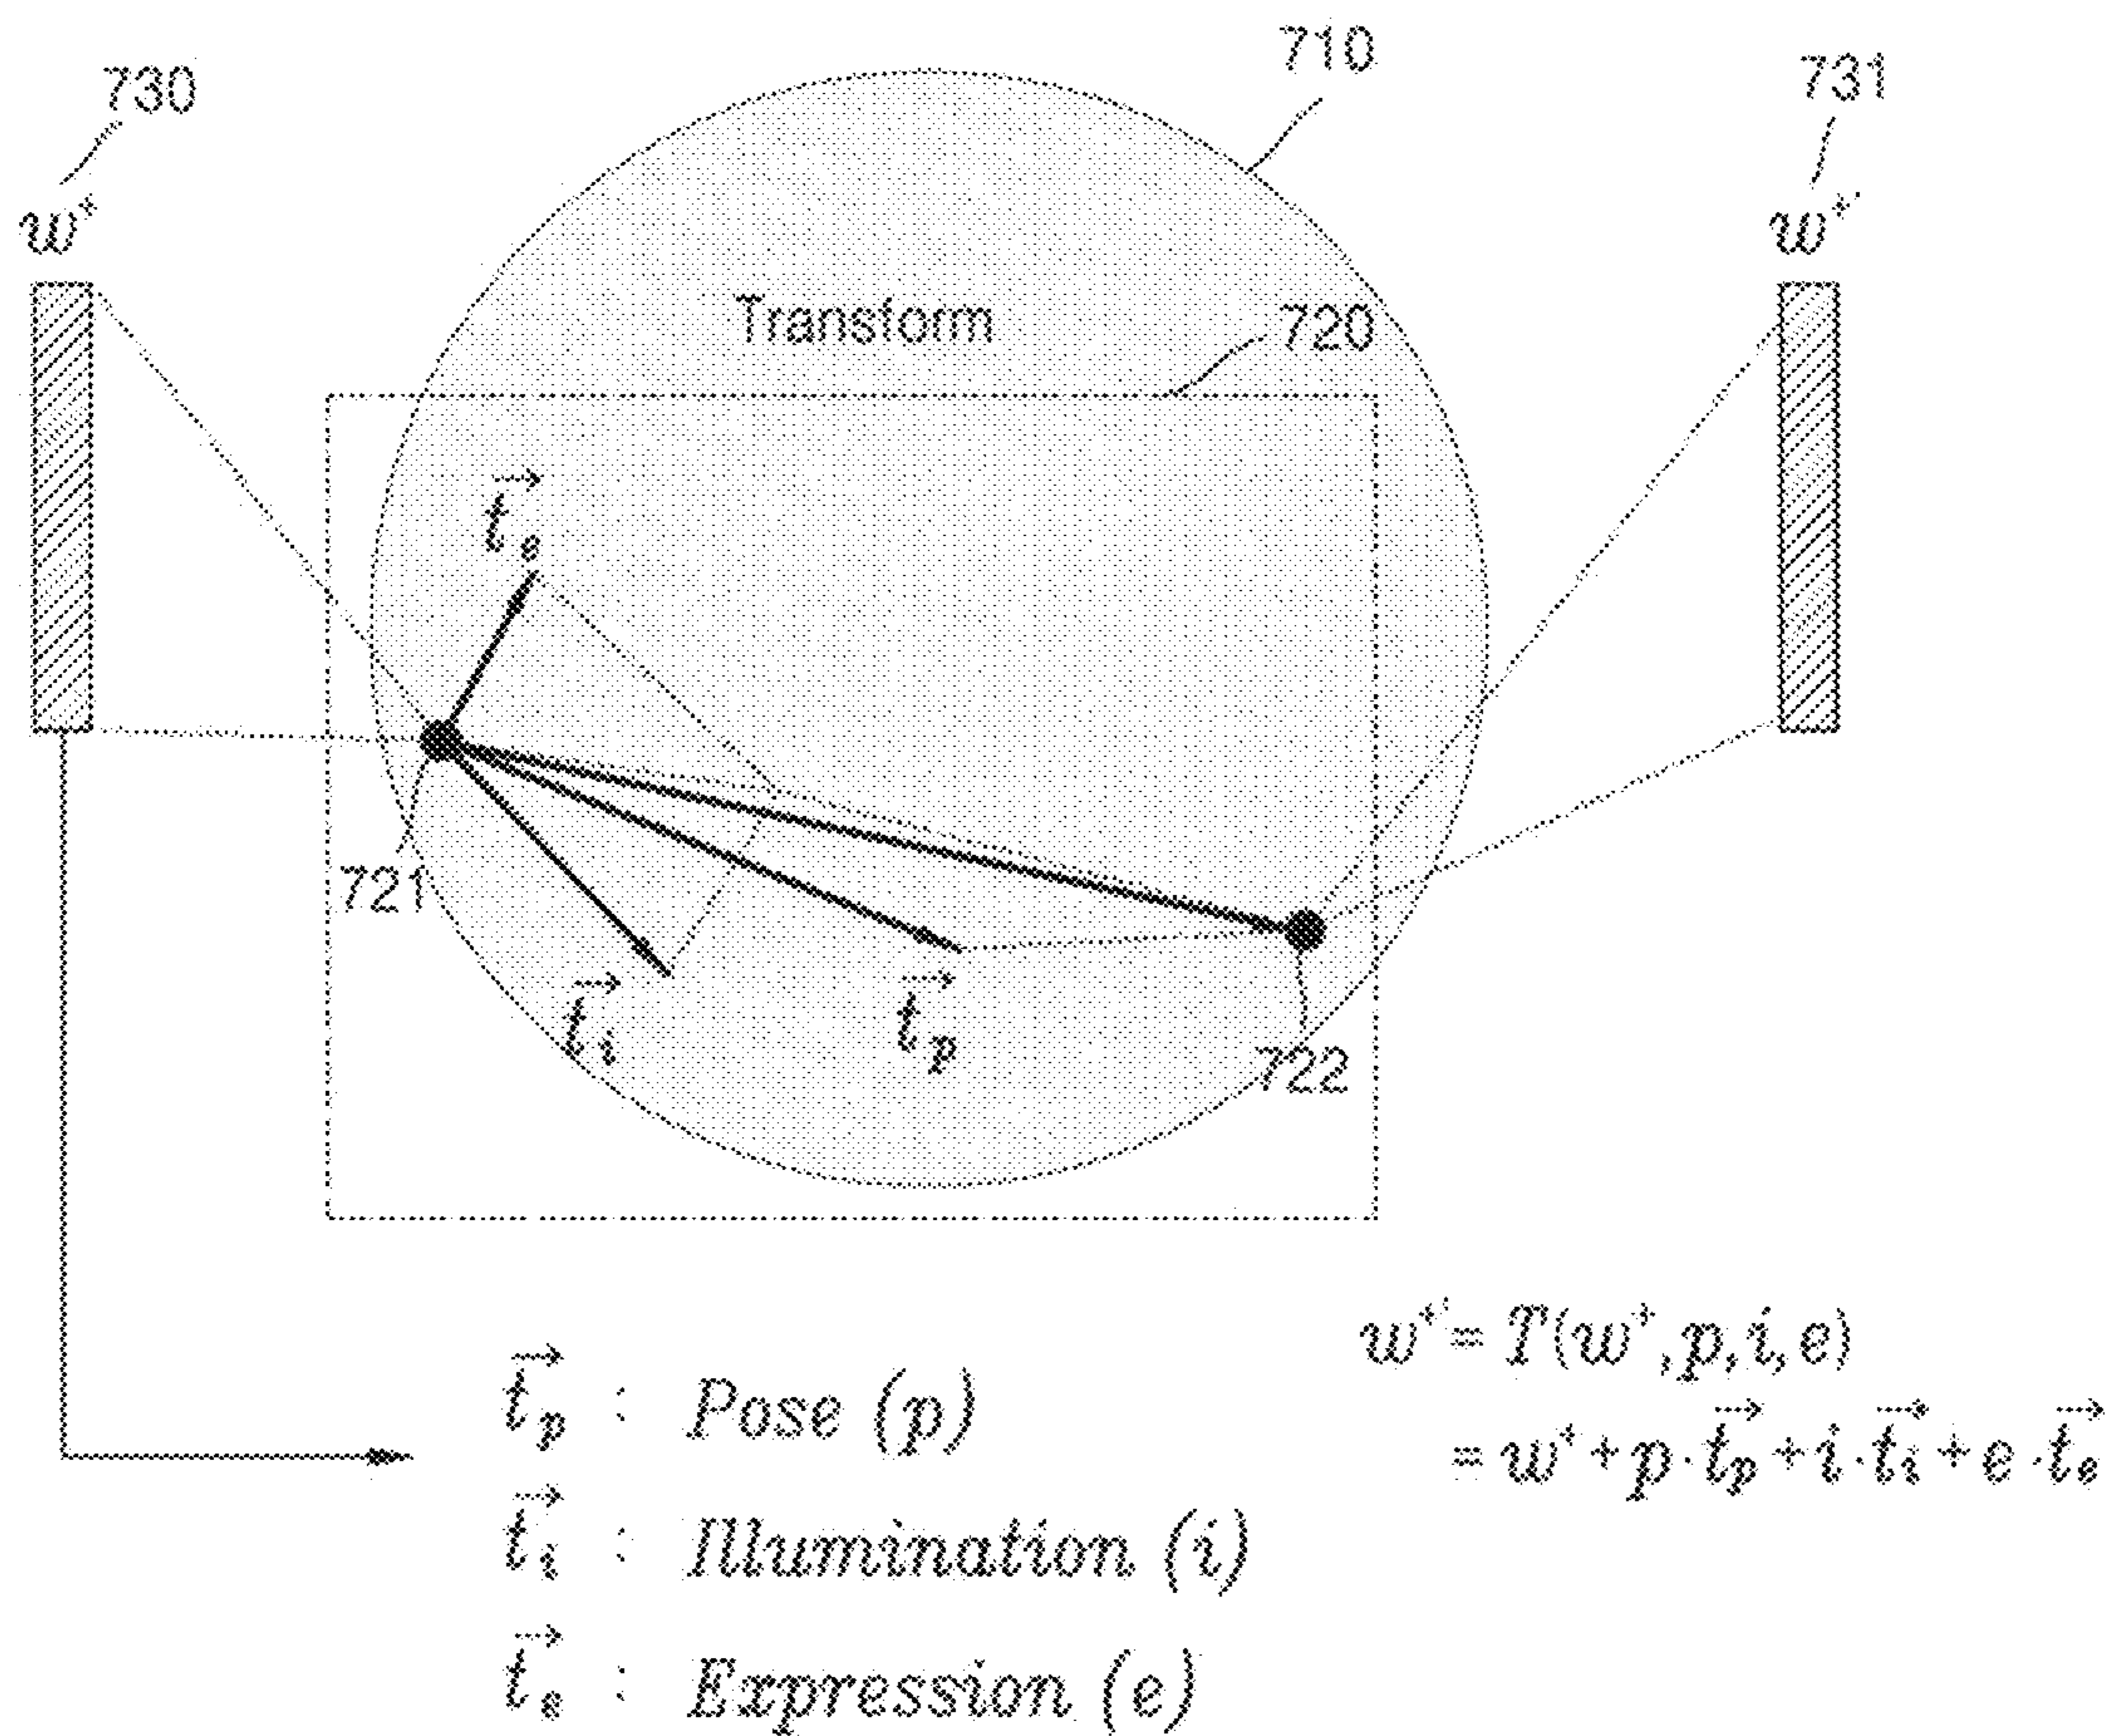 710
730
731
w⁺
w⁺′
Transform
720
t⃗ₑ
721
t⃗ᵢ
t⃗ₚ
722
w⁺′ = T(w⁺, p, i, e)
= w⁺ + p · t⃗ₚ + i · t⃗ᵢ + e · t⃗ₑ
t⃗ₚ : Pose (p)
t⃗ᵢ : Illumination (i)
t⃗ₑ : Expression (e)